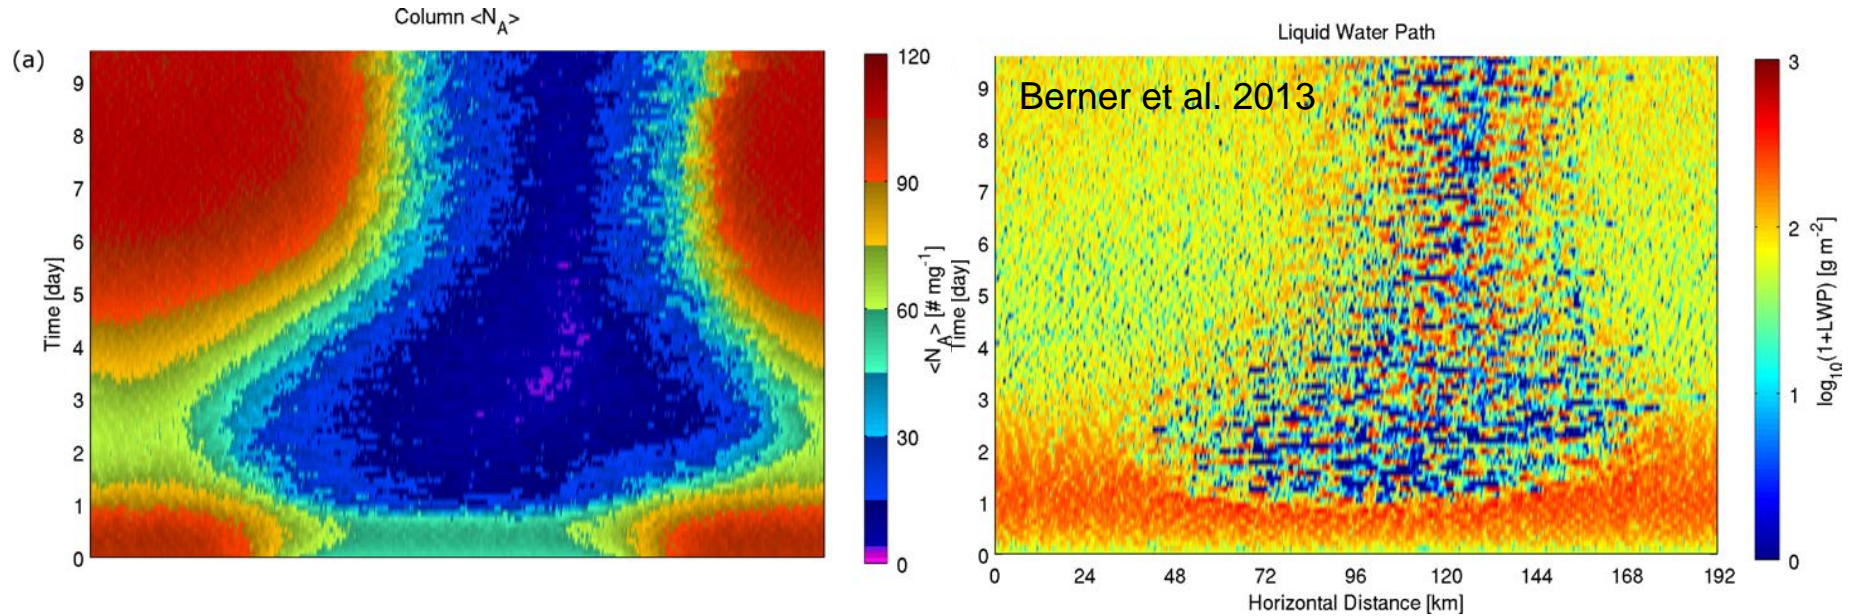 Column <N_A>
(a)
9
8
7
6
5
4
3
2
1
0
Time [day]
120
90
60
30
0
<N_A> [# mg^-1]
Liquid Water Path
Berner et al. 2013
9
8
7
6
5
4
3
2
1
0
Time [day]
0 24 48 72 96 120 144 168 192
Horizontal Distance [km]
3
2
1
0
log_10(1+LWP) [g m^-2]